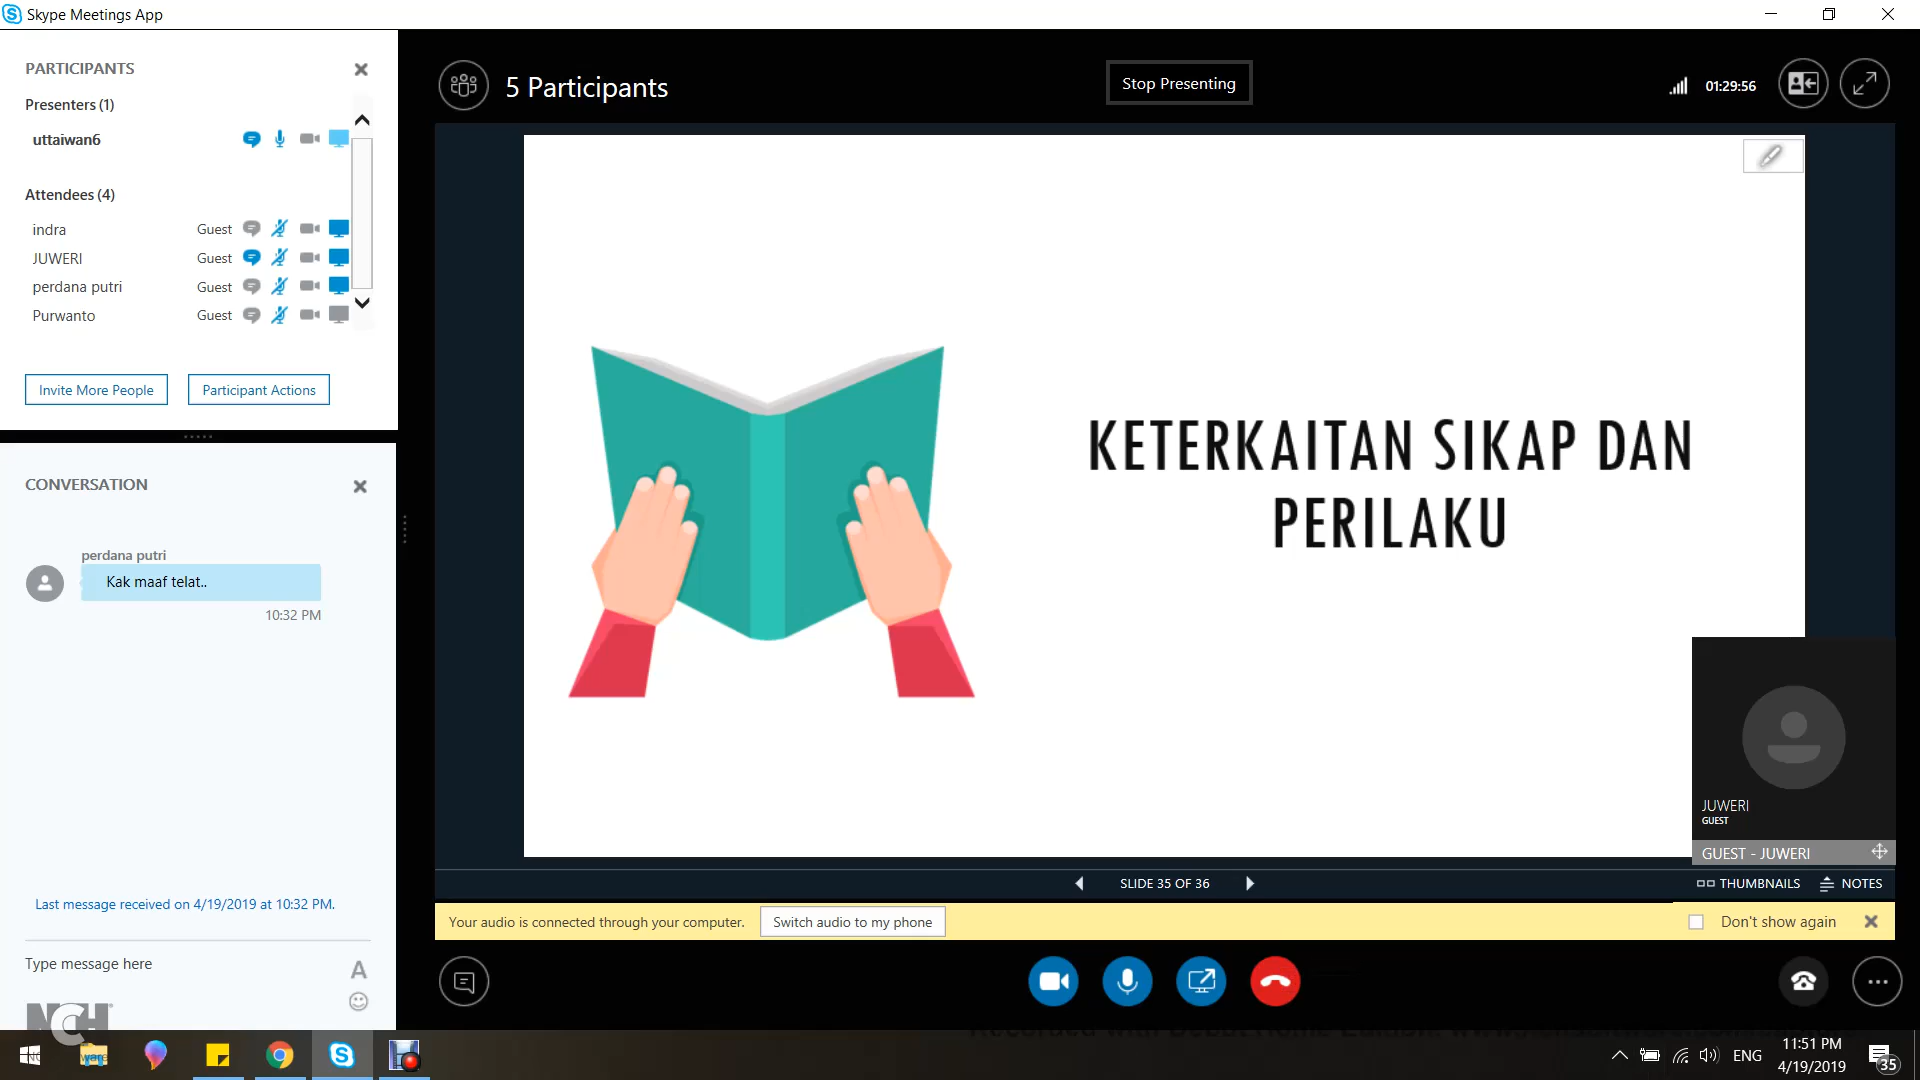 Skype Meetings App
PARTICIPANTS
Presenters (1)
uttaiwan6
Attendees (4)
indra Guest
JUWERI Guest
perdana putri Guest
Purwanto Guest
Invite More People Participant Actions
CONVERSATION
perdana putri
Kak maaf telat..
10:32 PM
Last message received on 4/19/2019 at 10:32 PM.
Type message here
A
NCH
5 Participants
Stop Presenting
01:29:56
KETERKAITAN SIKAP DAN
PERILAKU
JUWERI
GUEST
GUEST - JUWERI
SLIDE 35 OF 36
THUMBNAILS NOTES
Your audio is connected through your computer. Switch audio to my phone
Don't show again
ENG
11:51 PM
4/19/2019
35